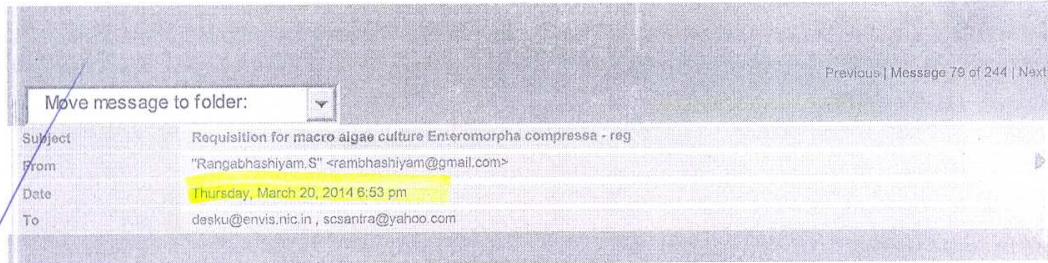 Previous | Message 79 of 244 | Next
Move message to folder:
Subject Requisition for macro algae culture Enteromorpha compressa - reg
From "Rangabhashiyam.S" <rambhashiyam@gmail.com>
Date Thursday, March 20, 2014 6:53 pm
To desku@envis.nic.in , scsantra@yahoo.com